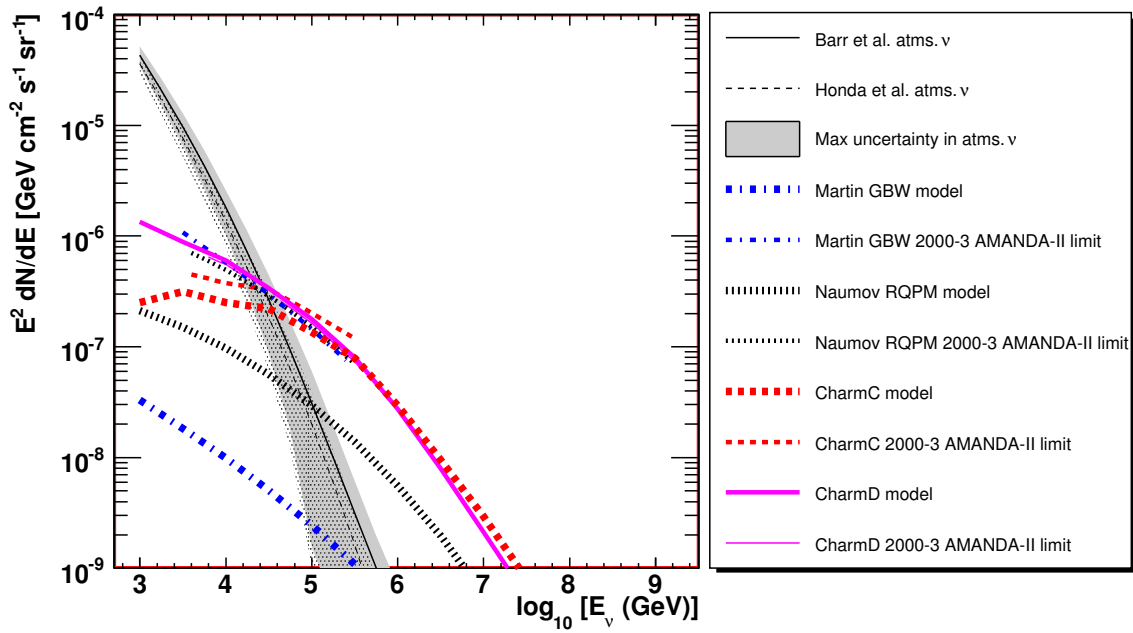 E² dN/dE [GeV cm⁻² s⁻¹ sr⁻¹]
10⁻⁴
10⁻⁵
10⁻⁶
10⁻⁷
10⁻⁸
10⁻⁹
3 4 5 6 7 8 9
log₁₀ [E_ν (GeV)]
Barr et al. atms. ν
Honda et al. atms. ν
Max uncertainty in atms. ν
Martin GBW model
Martin GBW 2000-3 AMANDA-II limit
Naumov RQPM model
Naumov RQPM 2000-3 AMANDA-II limit
CharmC model
CharmC 2000-3 AMANDA-II limit
CharmD model
CharmD 2000-3 AMANDA-II limit